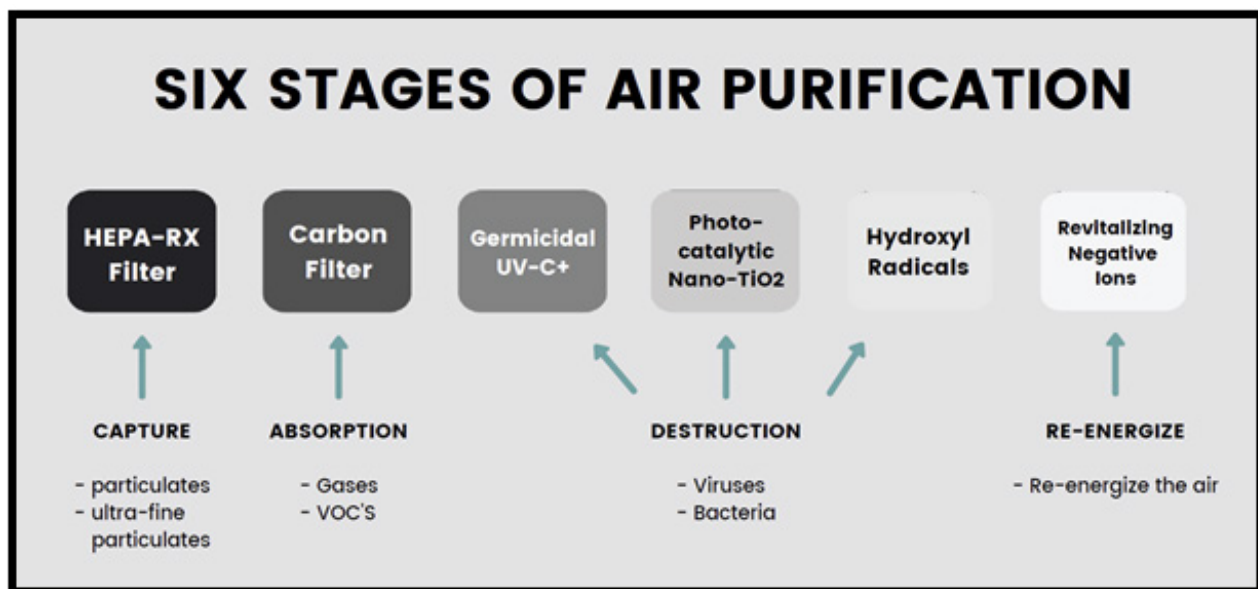 SIX STAGES OF AIR PURIFICATION
HEPA-RX
Filter
Carbon
Filter
Germicidal
UV-C+
Photo-
catalytic
Nano-TiO2
Hydroxyl
Radicals
Revitalizing
Negative
Ions
CAPTURE
- particulates
- ultra-fine
particulates
ABSORPTION
- Gases
- VOC'S
DESTRUCTION
- Viruses
- Bacteria
RE-ENERGIZE
- Re-energize the air